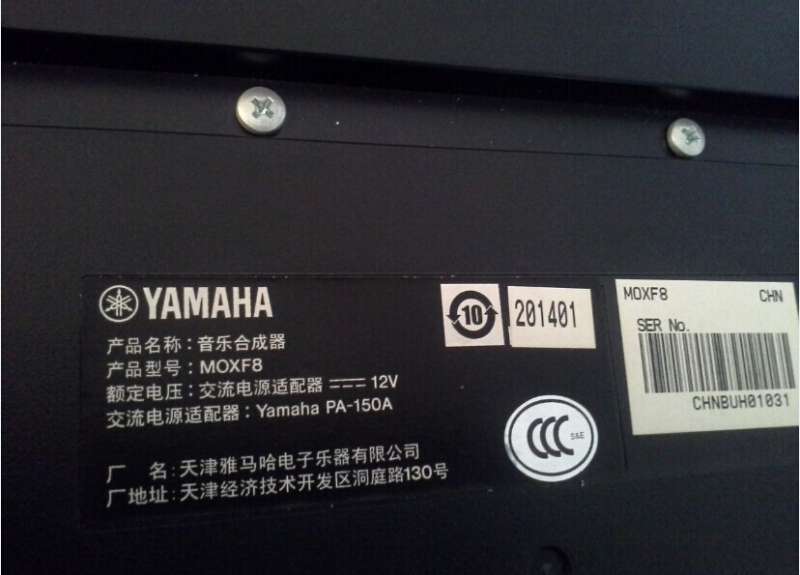 YAMAHA
产品名称：音乐合成器
产品型号：MOXF8
额定电压：交流电源适配器 ⎓ 12V
交流电源适配器：Yamaha PA-150A
厂　名：天津雅马哈电子乐器有限公司
厂地址：天津经济技术开发区洞庭路130号
10
201401
CCC S&E
MOXF8 CHN
SER No.
CHNBUH01031